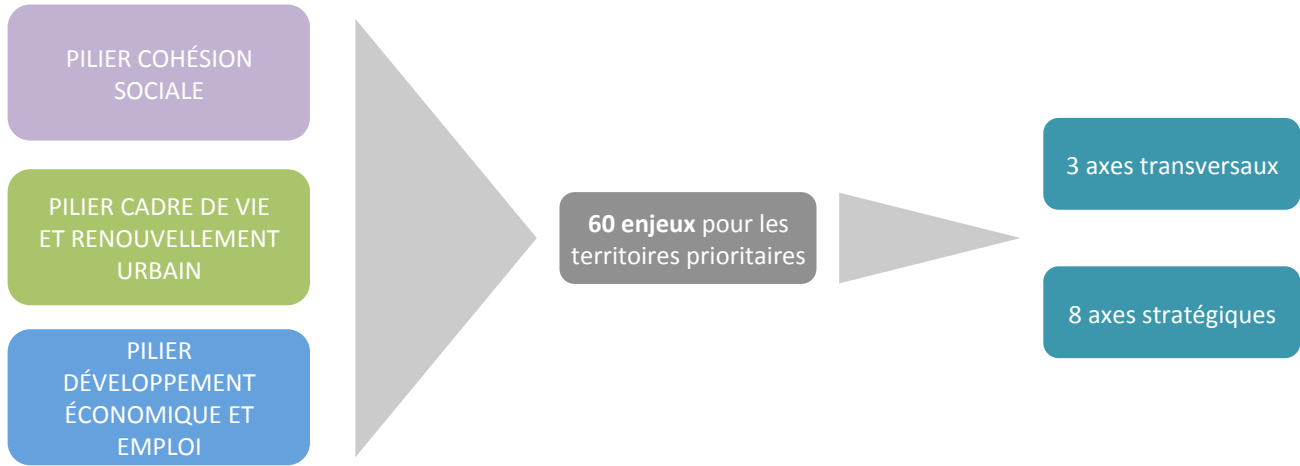 PILIER COHÉSION
SOCIALE
PILIER CADRE DE VIE
ET RENOUVELLEMENT
URBAIN
PILIER
DÉVELOPPEMENT
ÉCONOMIQUE ET
EMPLOI
60 enjeux pour les
territoires prioritaires
3 axes transversaux
8 axes stratégiques